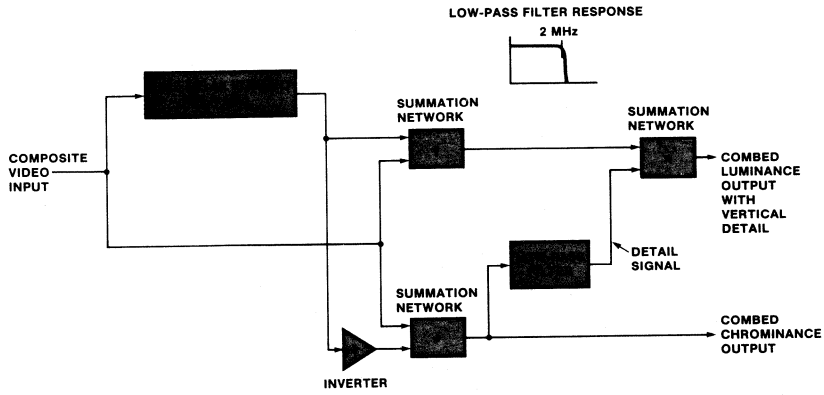 LOW-PASS FILTER RESPONSE
2 MHz
SUMMATION
NETWORK
SUMMATION
NETWORK
COMPOSITE
VIDEO
INPUT
COMBED
LUMINANCE
OUTPUT
WITH
VERTICAL
DETAIL
DETAIL
SIGNAL
SUMMATION
NETWORK
COMBED
CHROMINANCE
OUTPUT
INVERTER